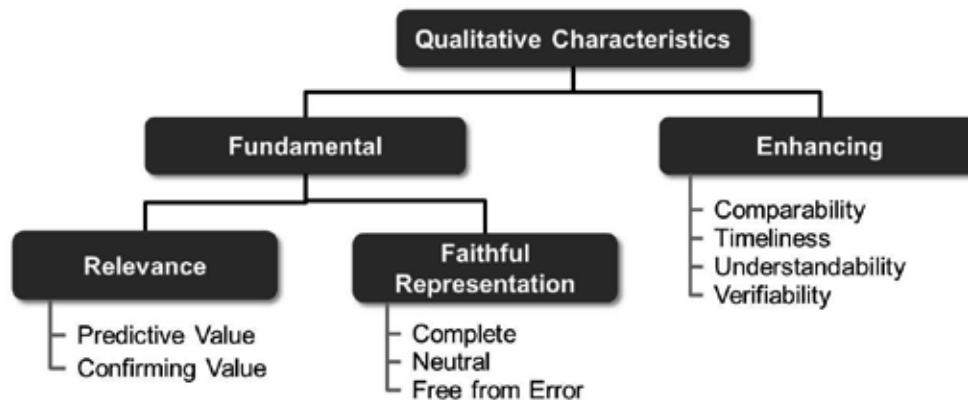 Qualitative Characteristics
Fundamental
Enhancing
Comparability
Timeliness
Understandability
Verifiability
Relevance
Predictive Value
Confirming Value
Faithful
Representation
Complete
Neutral
Free from Error